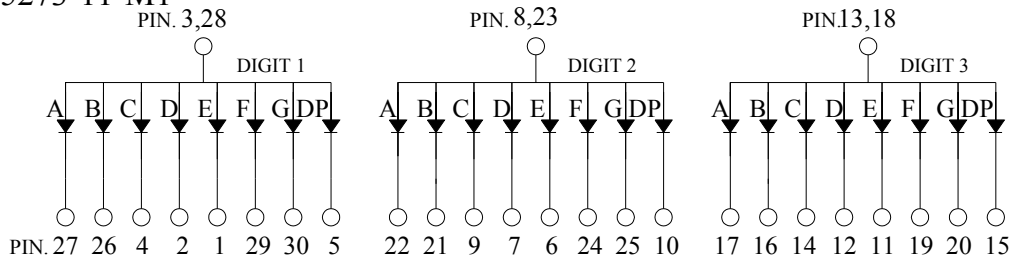 PIN. 3,28 PIN. 8,23 PIN.13,18
DIGIT 1 DIGIT 2 DIGIT 3
A B C D E F G DP A B C D E F G DP A B C D E F G DP
PIN. 27 26 4 2 1 29 30 5 22 21 9 7 6 24 25 10 17 16 14 12 11 19 20 15